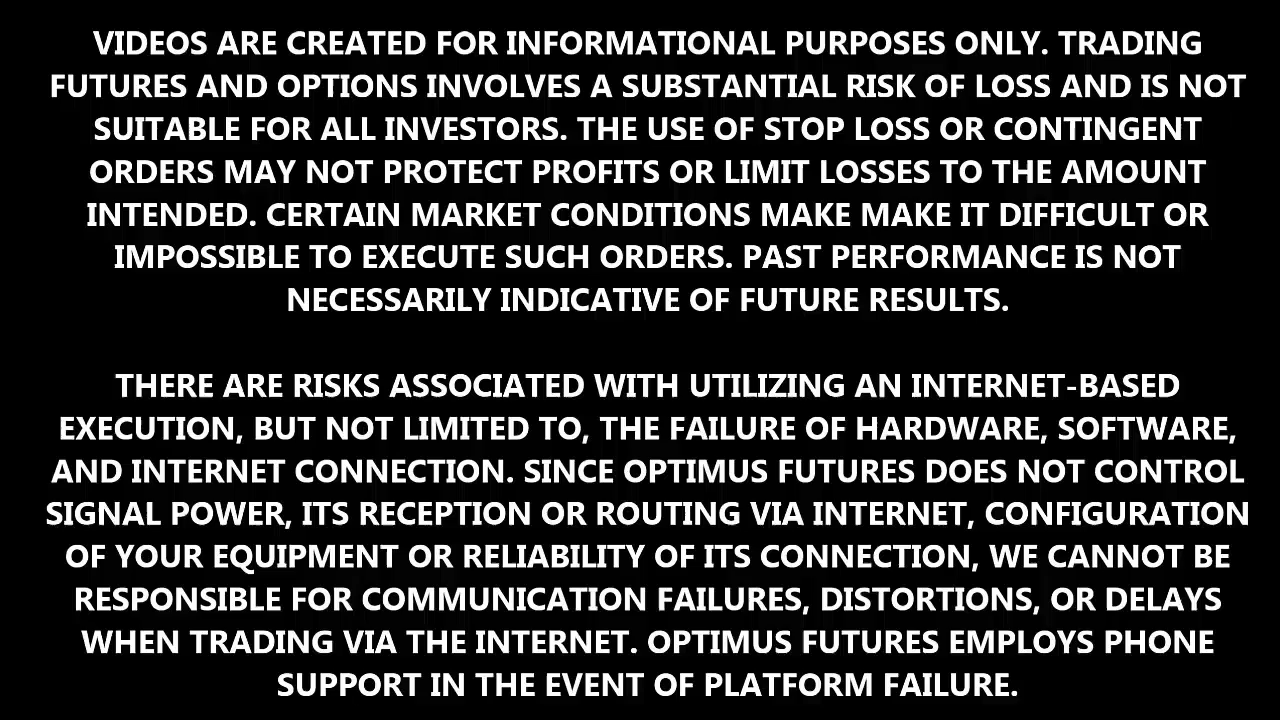 VIDEOS ARE CREATED FOR INFORMATIONAL PURPOSES ONLY. TRADING
FUTURES AND OPTIONS INVOLVES A SUBSTANTIAL RISK OF LOSS AND IS NOT
SUITABLE FOR ALL INVESTORS. THE USE OF STOP LOSS OR CONTINGENT
ORDERS MAY NOT PROTECT PROFITS OR LIMIT LOSSES TO THE AMOUNT
INTENDED. CERTAIN MARKET CONDITIONS MAKE MAKE IT DIFFICULT OR
IMPOSSIBLE TO EXECUTE SUCH ORDERS. PAST PERFORMANCE IS NOT
NECESSARILY INDICATIVE OF FUTURE RESULTS.
THERE ARE RISKS ASSOCIATED WITH UTILIZING AN INTERNET-BASED
EXECUTION, BUT NOT LIMITED TO, THE FAILURE OF HARDWARE, SOFTWARE,
AND INTERNET CONNECTION. SINCE OPTIMUS FUTURES DOES NOT CONTROL
SIGNAL POWER, ITS RECEPTION OR ROUTING VIA INTERNET, CONFIGURATION
OF YOUR EQUIPMENT OR RELIABILITY OF ITS CONNECTION, WE CANNOT BE
RESPONSIBLE FOR COMMUNICATION FAILURES, DISTORTIONS, OR DELAYS
WHEN TRADING VIA THE INTERNET. OPTIMUS FUTURES EMPLOYS PHONE
SUPPORT IN THE EVENT OF PLATFORM FAILURE.